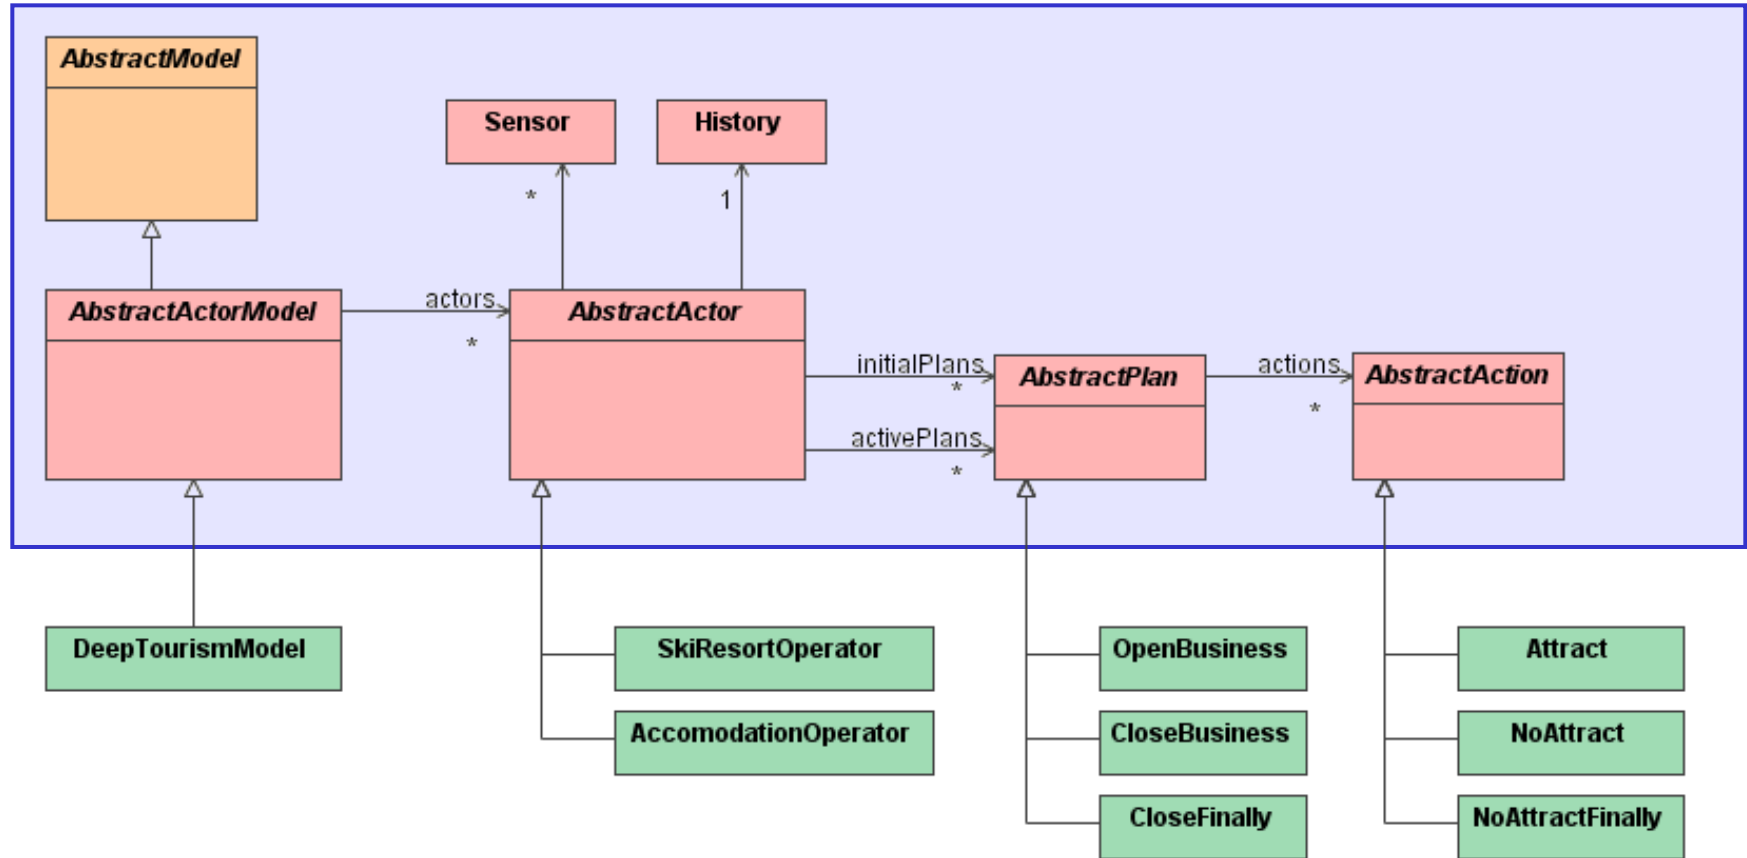 AbstractModel
Sensor
History
*
1
AbstractActorModel
actors
*
AbstractActor
initialPlans
*
activePlans
*
AbstractPlan
actions
*
AbstractAction
DeepTourismModel
SkiResortOperator
AccomodationOperator
OpenBusiness
CloseBusiness
CloseFinally
Attract
NoAttract
NoAttractFinally